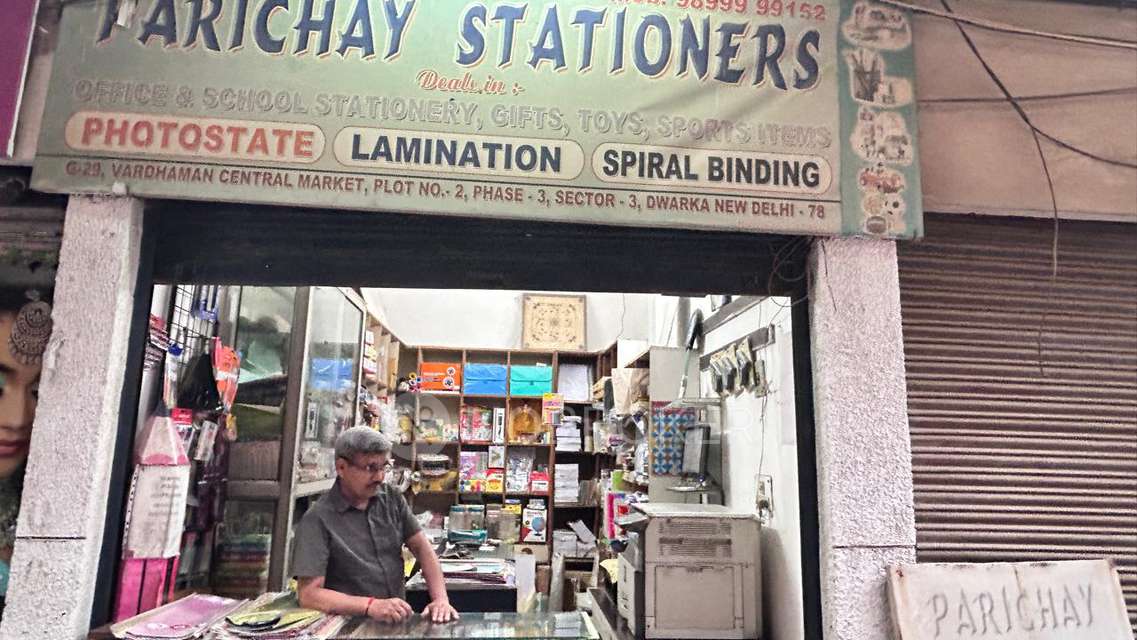 Mob: 98999 99152
PARICHAY STATIONERS
Deals in :-
OFFICE & SCHOOL STATIONERY, GIFTS, TOYS, SPORTS ITEMS
PHOTOSTATE LAMINATION SPIRAL BINDING
G-29, VARDHAMAN CENTRAL MARKET, PLOT NO.- 2, PHASE - 3, SECTOR - 3, DWARKA NEW DELHI - 78
PARICHAY